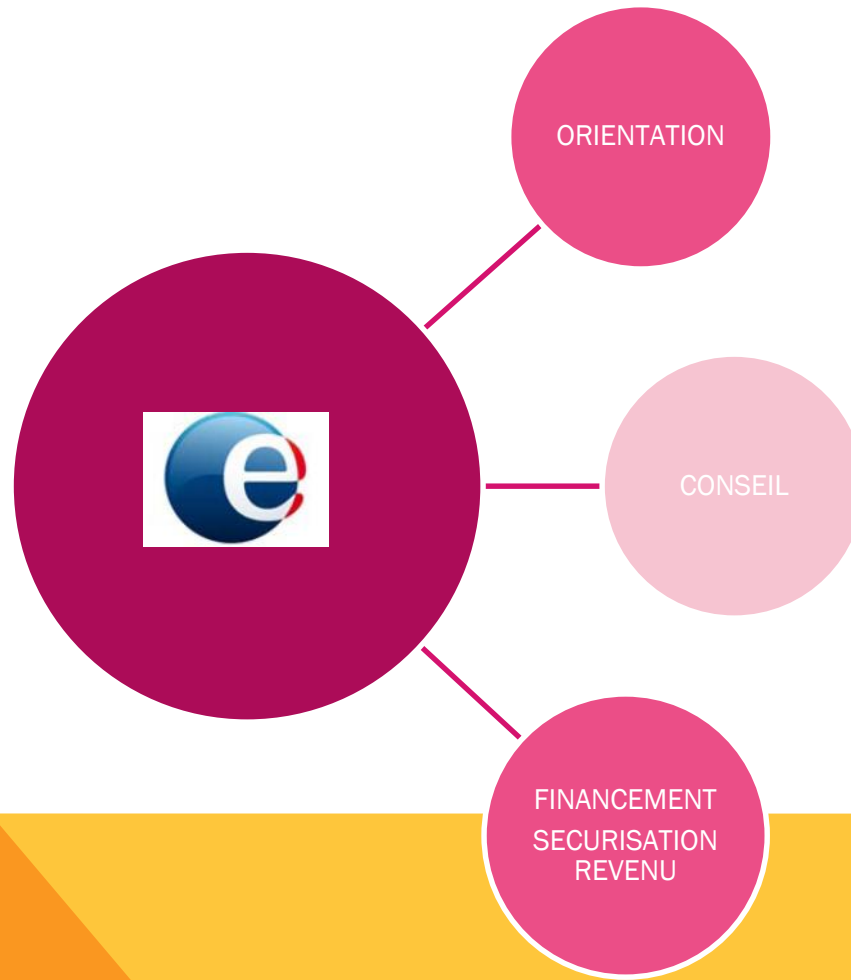 ORIENTATION
e
CONSEIL
FINANCEMENT
SECURISATION
REVENU